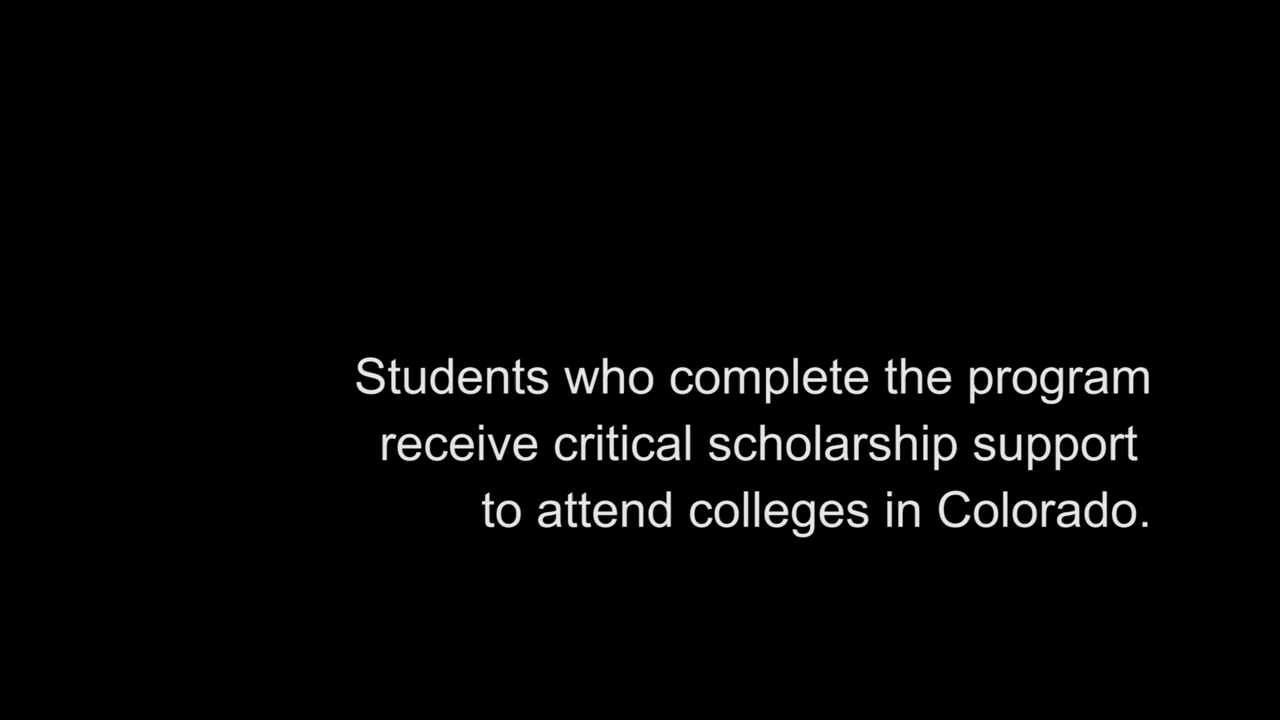 Students who complete the program
receive critical scholarship support
to attend colleges in Colorado.